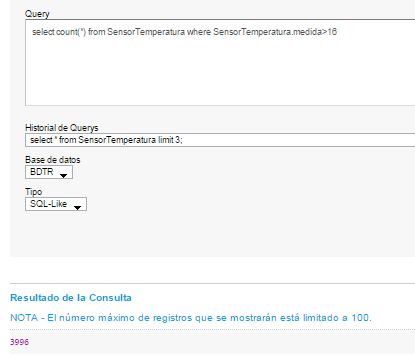 Query
select count(*) from SensorTemperatura where SensorTemperatura.medida>16
Historial de Querys
select * from SensorTemperatura limit 3;
Base de datos
BDTR
Tipo
SQL-Like
Resultado de la Consulta
NOTA - El número máximo de registros que se mostrarán está limitado a 100.
3996